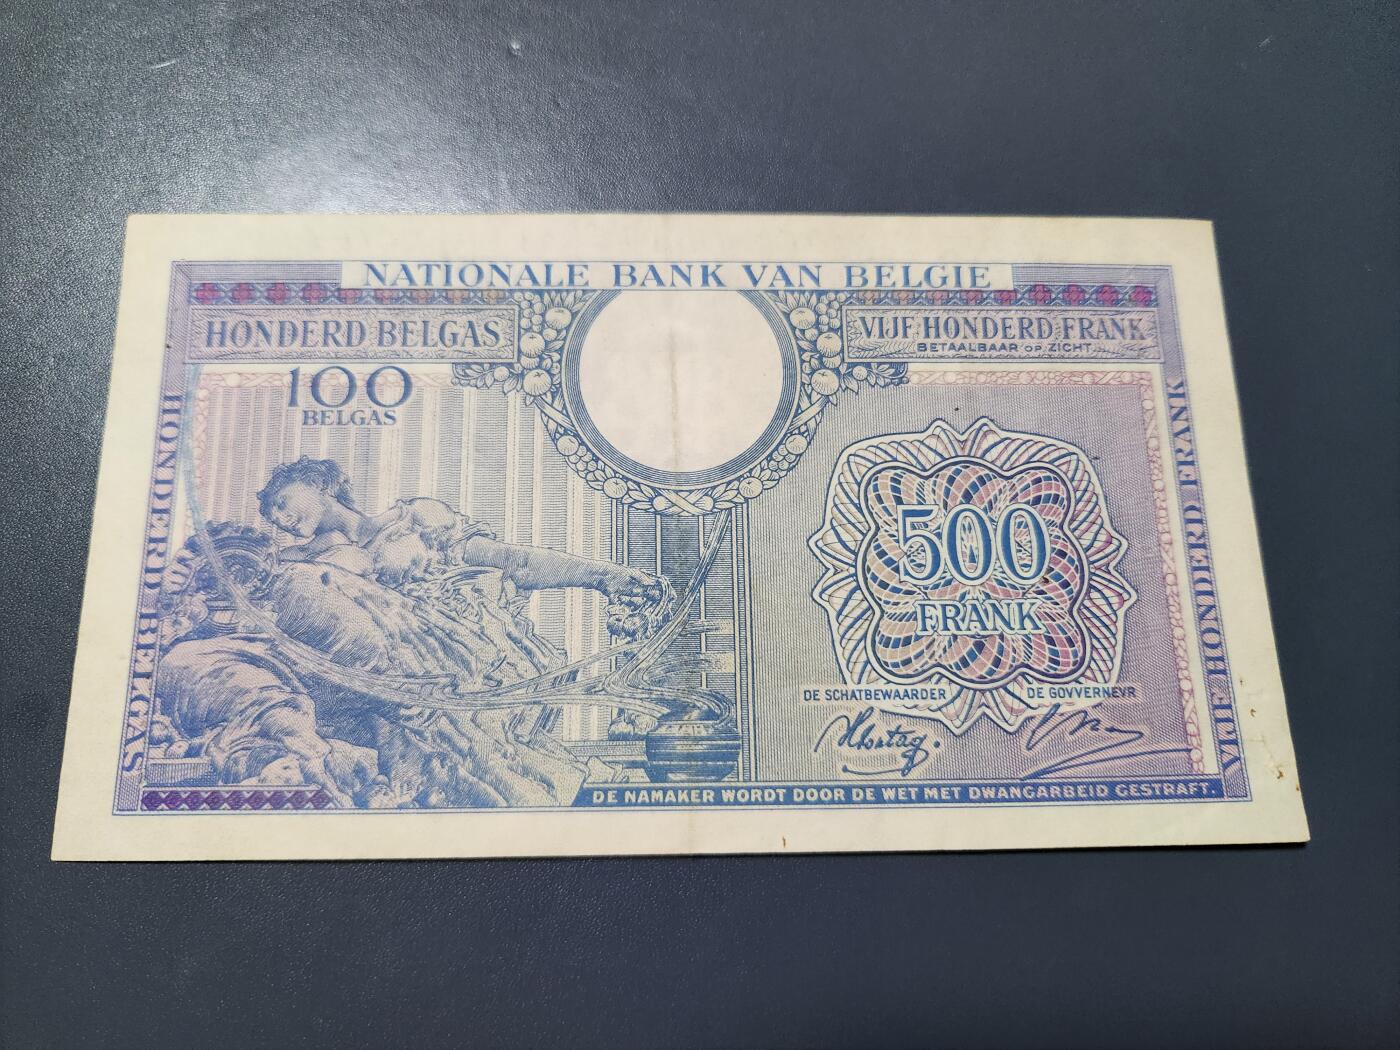 NATIONALE BANK VAN BELGIE
HONDERD BELGAS
VIJF HONDERD FRANK
BETAALBAAR OP ZICHT
100
BELGAS
HONDERD BELGAS
VIJF HONDERD FRANK
500
FRANK
DE SCHATBEWAARDER
DE GOVVERNEVR
DE NAMAKER WORDT DOOR DE WET MET DWANGARBEID GESTRAFT.